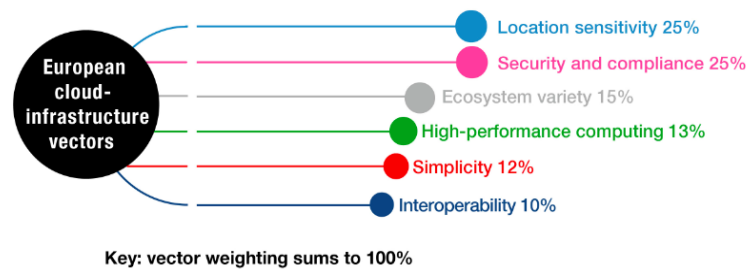 European
cloud-
infrastructure
vectors
Location sensitivity 25%
Security and compliance 25%
Ecosystem variety 15%
High-performance computing 13%
Simplicity 12%
Interoperability 10%
Key: vector weighting sums to 100%